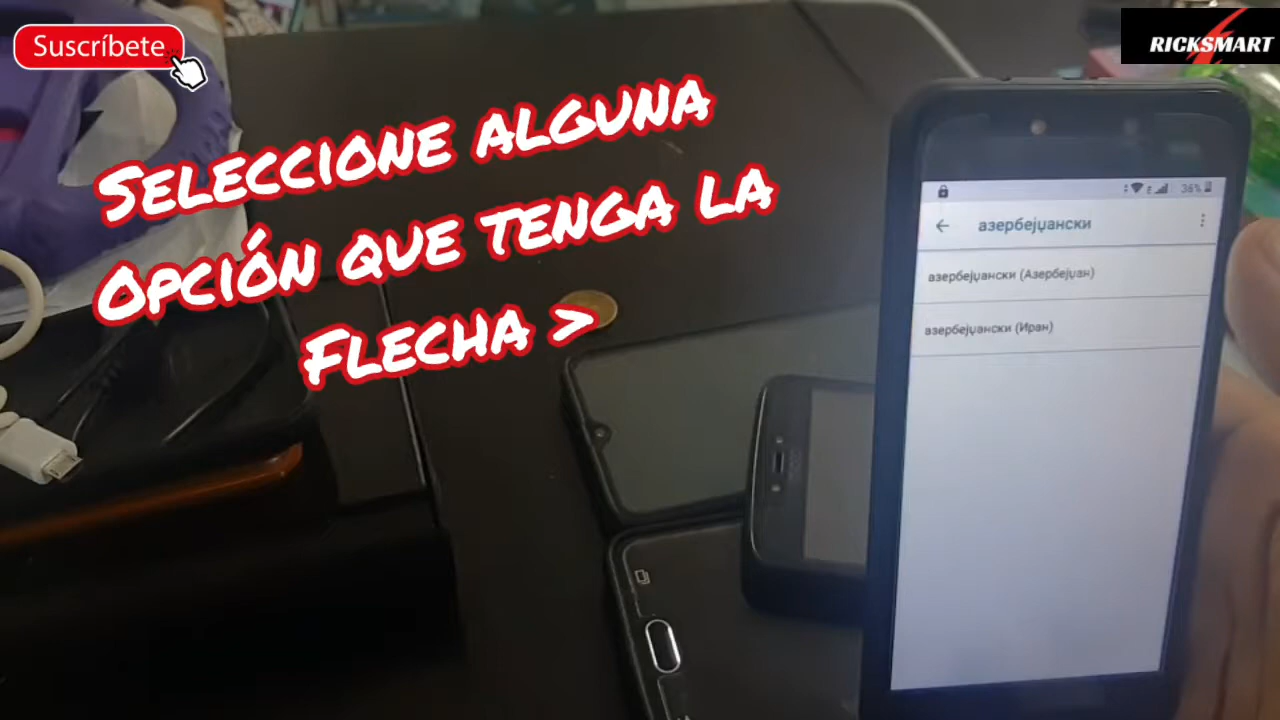 Suscríbete
RICKSMART
SELECCIONE ALGUNA
OPCIÓN QUE TENGA LA
FLECHA >
36%
азербејџански
азербејџански (Азербејџан)
азербејџански (Иран)